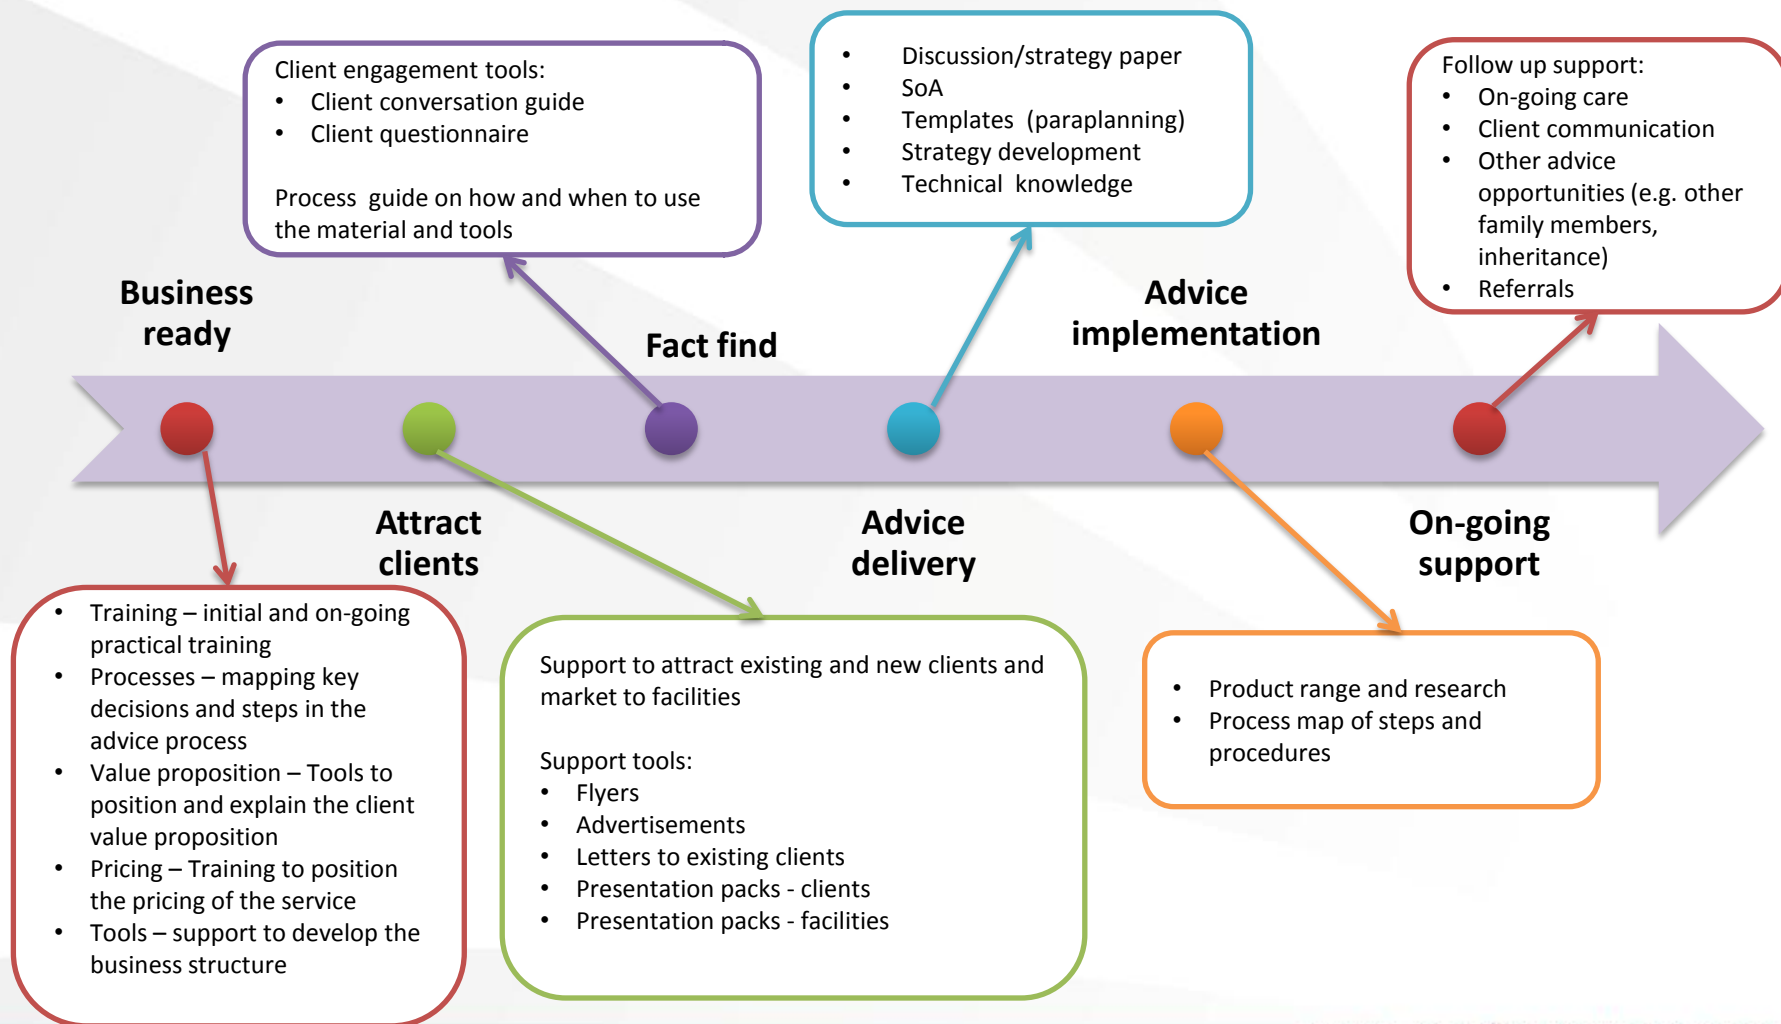 Client engagement tools:
• Client conversation guide
• Client questionnaire
Process guide on how and when to use
the material and tools
• Discussion/strategy paper
• SoA
• Templates (paraplanning)
• Strategy development
• Technical knowledge
Follow up support:
• On-going care
• Client communication
• Other advice
opportunities (e.g. other
family members,
inheritance)
• Referrals
Business
ready
Fact find
Advice
implementation
Attract
clients
Advice
delivery
On-going
support
• Training – initial and on-going
practical training
• Processes – mapping key
decisions and steps in the
advice process
• Value proposition – Tools to
position and explain the client
value proposition
• Pricing – Training to position
the pricing of the service
• Tools – support to develop the
business structure
Support to attract existing and new clients and
market to facilities
Support tools:
• Flyers
• Advertisements
• Letters to existing clients
• Presentation packs - clients
• Presentation packs - facilities
• Product range and research
• Process map of steps and
procedures